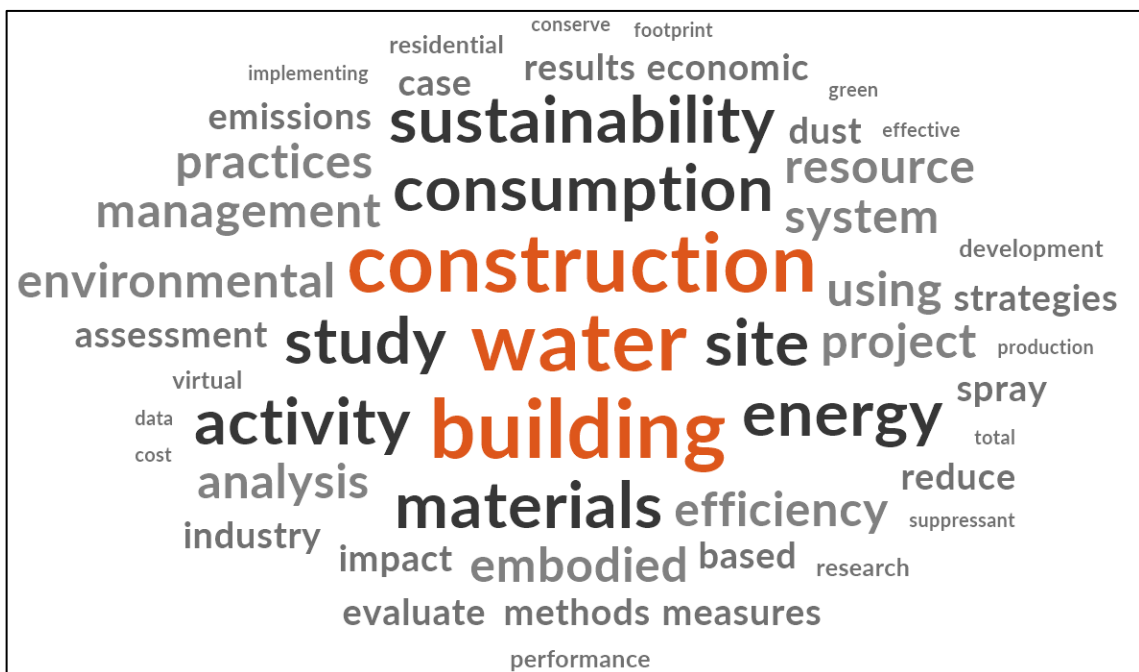 conserve footprint
residential
results economic
implementing
case
green
emissions
sustainability
dust
effective
practices
consumption
resource
management
system
development
environmental
construction
using
strategies
assessment
study
water
site
project
production
virtual
spray
data
activity
building
energy
total
cost
analysis
materials
efficiency
reduce
suppressant
industry
impact
embodied
based
research
evaluate methods measures
performance